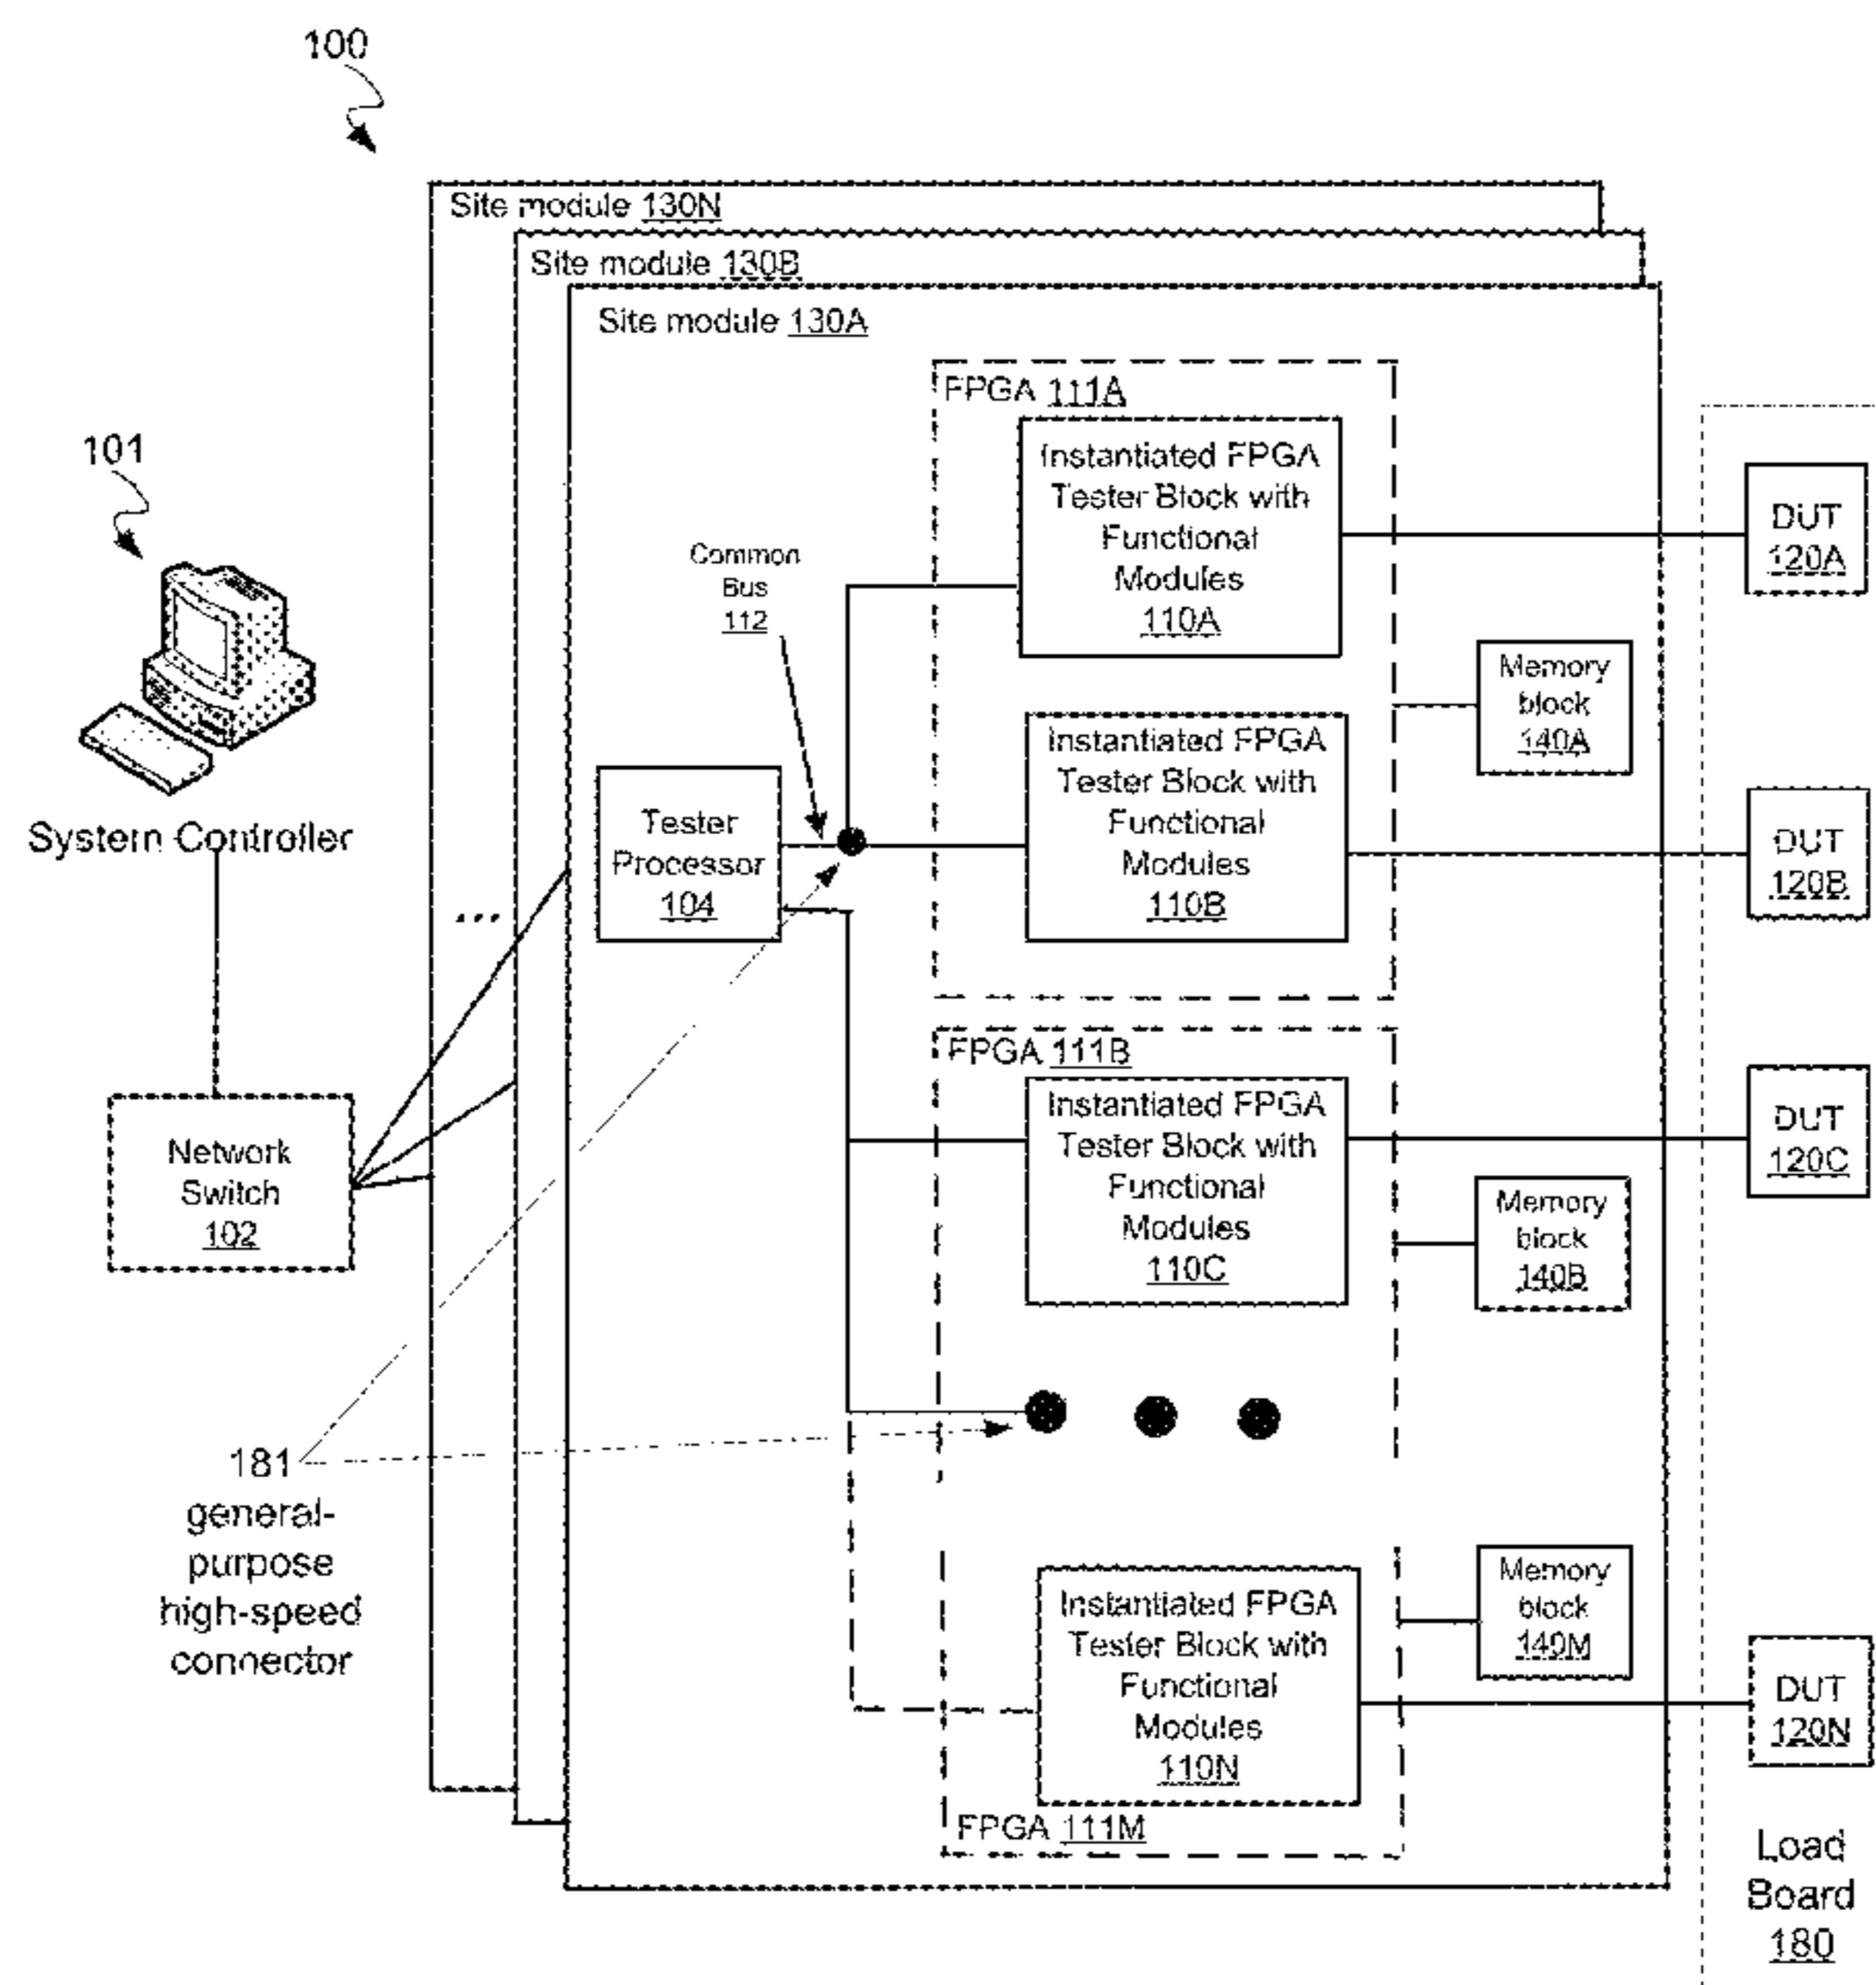 100
Site module 130N
Site module 130B
Site module 130A
FPGA 111A
Instantiated FPGA
Tester Block with
Functional
Modules
110A
DUT
120A
101
System Controller
Common
Bus
112
Memory
block
140A
Instantiated FPGA
Tester Block with
Functional
Modules
110B
DUT
120B
Tester
Processor
104
...
Network
Switch
102
FPGA 111B
Instantiated FPGA
Tester Block with
Functional
Modules
110C
DUT
120C
Memory
block
140B
181
general-
purpose
high-speed
connector
Instantiated FPGA
Tester Block with
Functional
Modules
110N
FPGA 111M
Memory
block
140M
DUT
120N
Load
Board
180